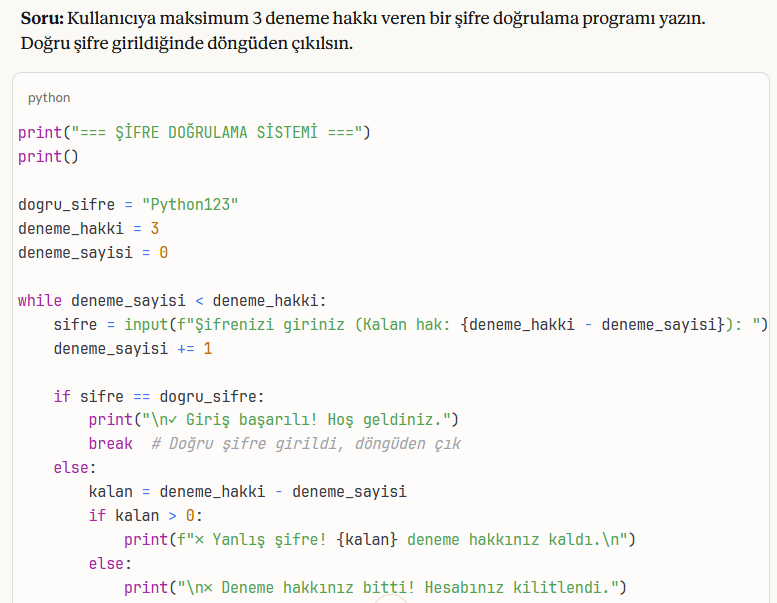 Soru: Kullanıcıya maksimum 3 deneme hakkı veren bir şifre doğrulama programı yazın.
Doğru şifre girildiğinde döngüden çıkılsın.
python
print("=== ŞİFRE DOĞRULAMA SİSTEMİ ===")
print()

dogru_sifre = "Python123"
deneme_hakki = 3
deneme_sayisi = 0

while deneme_sayisi < deneme_hakki:
    sifre = input(f"Şifrenizi giriniz (Kalan hak: {deneme_hakki - deneme_sayisi}): ")
    deneme_sayisi += 1

    if sifre == dogru_sifre:
        print("\n✓ Giriş başarılı! Hoş geldiniz.")
        break  # Doğru şifre girildi, döngüden çık
    else:
        kalan = deneme_hakki - deneme_sayisi
        if kalan > 0:
            print(f"✗ Yanlış şifre! {kalan} deneme hakkınız kaldı.\n")
        else:
            print("\n✗ Deneme hakkınız bitti! Hesabınız kilitlendi.")